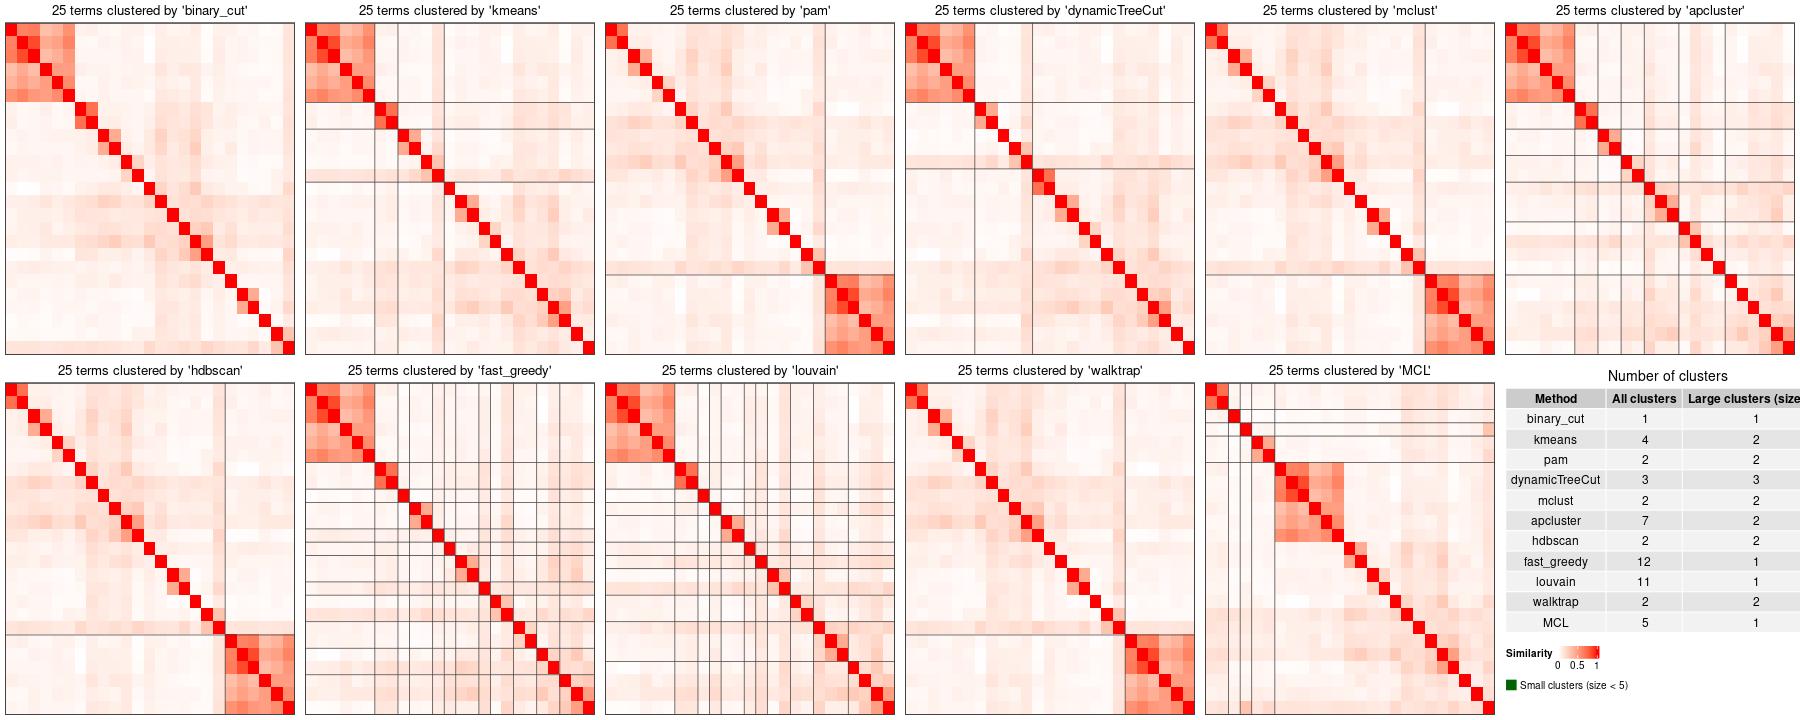 25 terms clustered by 'binary_cut'
25 terms clustered by 'kmeans'
25 terms clustered by 'pam'
25 terms clustered by 'dynamicTreeCut'
25 terms clustered by 'mclust'
25 terms clustered by 'apcluster'
25 terms clustered by 'hdbscan'
25 terms clustered by 'fast_greedy'
25 terms clustered by 'louvain'
25 terms clustered by 'walktrap'
25 terms clustered by 'MCL'
Number of clusters
Method All clusters Large clusters (size
binary_cut 1 1
kmeans 4 2
pam 2 2
dynamicTreeCut 3 3
mclust 2 2
apcluster 7 2
hdbscan 2 2
fast_greedy 12 1
louvain 11 1
walktrap 2 2
MCL 5 1
Similarity
0 0.5 1
Small clusters (size < 5)